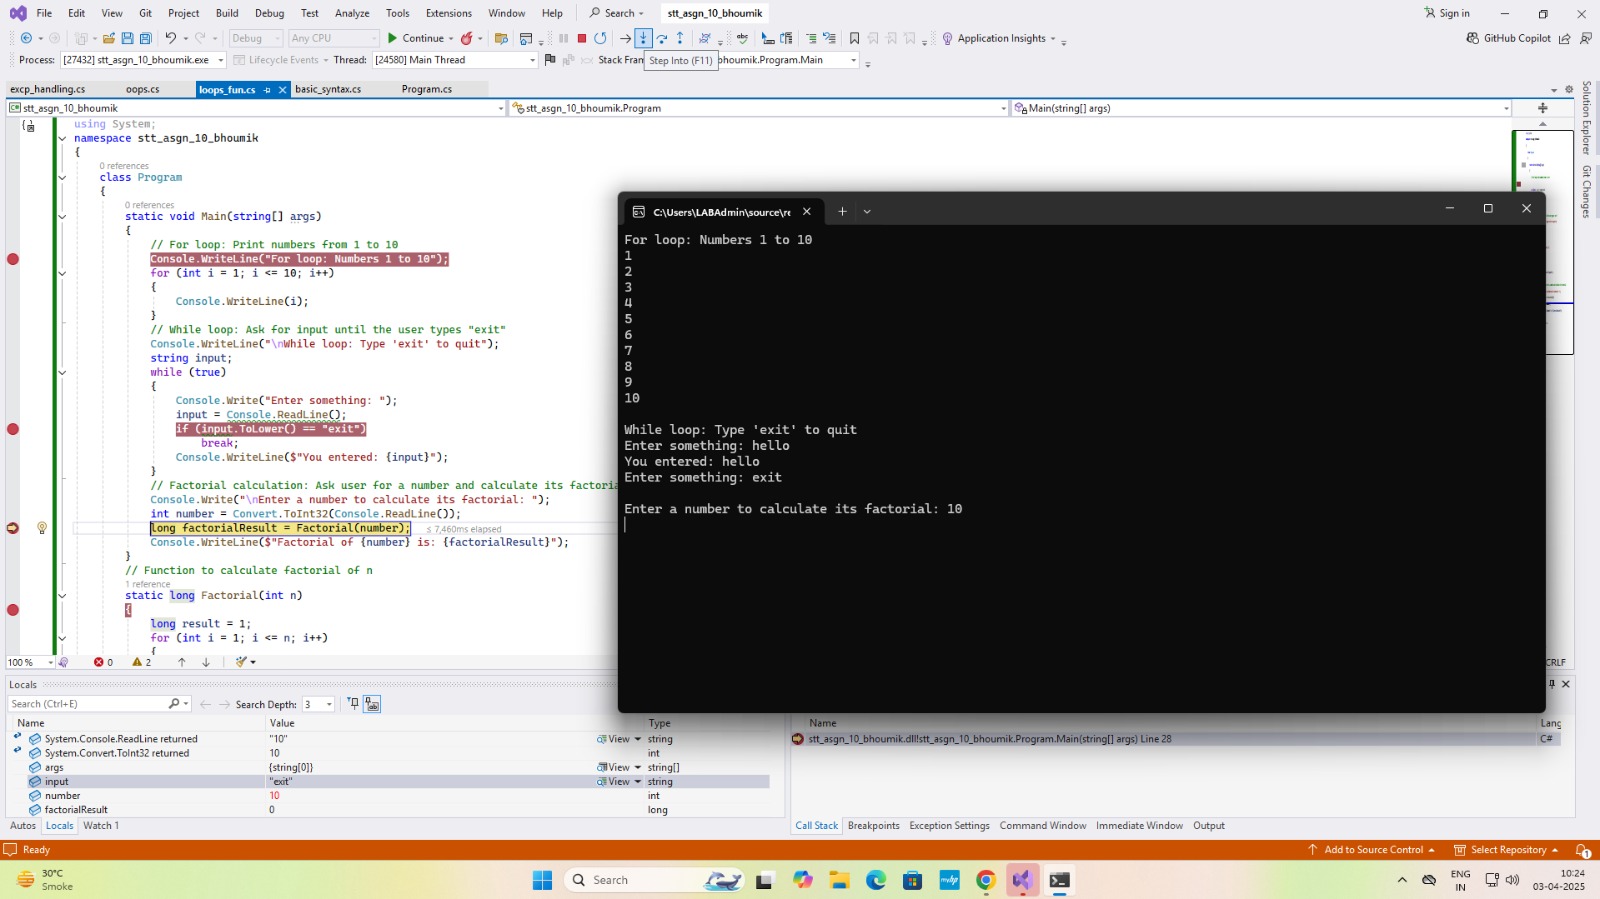 File Edit View Git Project Build Debug Test Analyze Tools Extensions Window Help Search stt_asgn_10_bhoumik Sign in
Debug Any CPU Continue Application Insights GitHub Copilot
Process: [27432] stt_asgn_10_bhoumik.exe Lifecycle Events Thread: [24580] Main Thread Stack Fran Step Into (F11) bhoumik.Program.Main
excp_handling.cs oops.cs loops_fun.cs basic_syntax.cs Program.cs
stt_asgn_10_bhoumik stt_asgn_10_bhoumik.Program Main(string[] args)
Solution Explorer
Git Changes
using System;
namespace stt_asgn_10_bhoumik
{
0 references
class Program
{
0 references
static void Main(string[] args)
{
// For loop: Print numbers from 1 to 10
Console.WriteLine("For loop: Numbers 1 to 10");
for (int i = 1; i <= 10; i++)
{
Console.WriteLine(i);
}
// While loop: Ask for input until the user types "exit"
Console.WriteLine("\nWhile loop: Type 'exit' to quit");
string input;
while (true)
{
Console.Write("Enter something: ");
input = Console.ReadLine();
if (input.ToLower() == "exit")
break;
Console.WriteLine($"You entered: {input}");
}
// Factorial calculation: Ask user for a number and calculate its factoria
Console.Write("\nEnter a number to calculate its factorial: ");
int number = Convert.ToInt32(Console.ReadLine());
long factorialResult = Factorial(number); ≤ 7,460ms elapsed
Console.WriteLine($"Factorial of {number} is: {factorialResult}");
}
// Function to calculate factorial of n
1 reference
static long Factorial(int n)
{
long result = 1;
for (int i = 1; i <= n; i++)
{
100 % 0 2 CRLF
C:\Users\LABAdmin\source\re
For loop: Numbers 1 to 10
1
2
3
4
5
6
7
8
9
10
While loop: Type 'exit' to quit
Enter something: hello
You entered: hello
Enter something: exit
Enter a number to calculate its factorial: 10
Locals
Search (Ctrl+E) Search Depth: 3
Name Value Type
System.Console.ReadLine returned "10" View string
System.Convert.ToInt32 returned 10 int
args {string[0]} View string[]
input "exit" View string
number 10 int
factorialResult 0 long
Autos Locals Watch 1
Name Lang
stt_asgn_10_bhoumik.dll!stt_asgn_10_bhoumik.Program.Main(string[] args) Line 28 C#
Call Stack Breakpoints Exception Settings Command Window Immediate Window Output
Ready Add to Source Control Select Repository 1
30°C
Smoke
Search
ENG
IN
10:24
03-04-2025